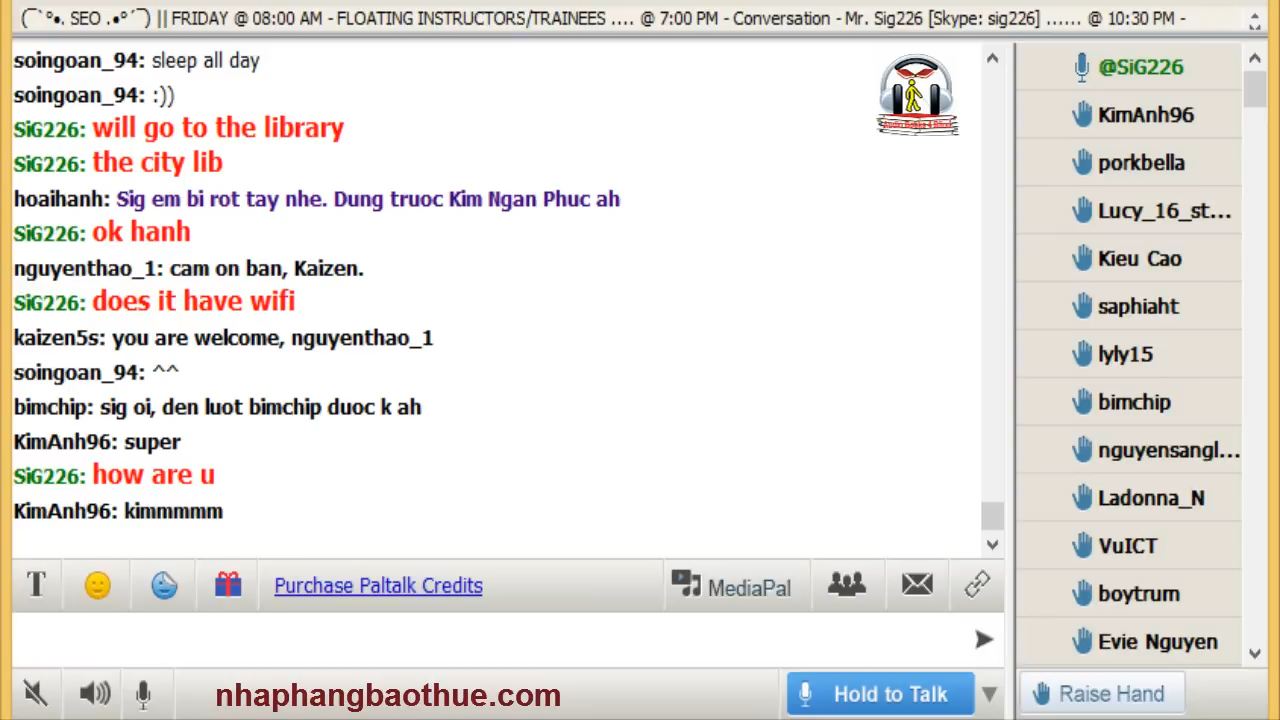 (¯`°•. SEO .•°´¯) || FRIDAY @ 08:00 AM - FLOATING INSTRUCTORS/TRAINEES .... @ 7:00 PM - Conversation - Mr. Sig226 [Skype: sig226] ...... @ 10:30 PM -
soingoan_94: sleep all day
soingoan_94: :))
SiG226: will go to the library
SiG226: the city lib
hoaihanh: Sig em bi rot tay nhe. Dung truoc Kim Ngan Phuc ah
SiG226: ok hanh
nguyenthao_1: cam on ban, Kaizen.
SiG226: does it have wifi
kaizen5s: you are welcome, nguyenthao_1
soingoan_94: ^^
bimchip: sig oi, den luot bimchip duoc k ah
KimAnh96: super
SiG226: how are u
KimAnh96: kimmmmm
T
Purchase Paltalk Credits
MediaPal
nhaphangbaothue.com
Hold to Talk
@SiG226
KimAnh96
porkbella
Lucy_16_st...
Kieu Cao
saphiaht
lyly15
bimchip
nguyensangl...
Ladonna_N
VuICT
boytrum
Evie Nguyen
Raise Hand